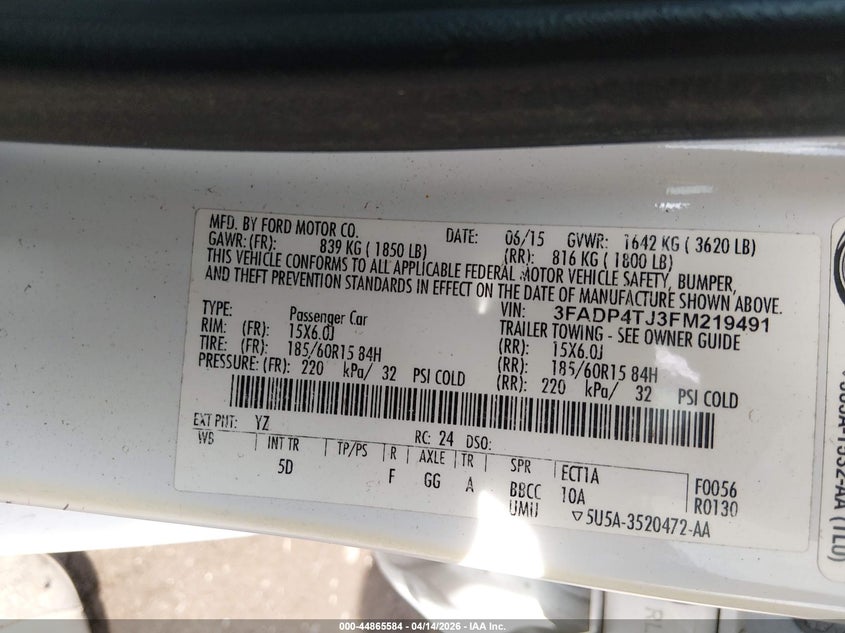 MFD. BY FORD MOTOR CO. DATE: 06/15 GVWR: 1642 KG ( 3620 LB)
GAWR: (FR): 839 KG ( 1850 LB) (RR): 816 KG ( 1800 LB)
THIS VEHICLE CONFORMS TO ALL APPLICABLE FEDERAL MOTOR VEHICLE SAFETY, BUMPER,
AND THEFT PREVENTION STANDARDS IN EFFECT ON THE DATE OF MANUFACTURE SHOWN ABOVE.
VIN: 3FADP4TJ3FM219491
TYPE: Passenger Car TRAILER TOWING - SEE OWNER GUIDE
RIM: (FR): 15X6.0J (RR): 15X6.0J
TIRE: (FR): 185/60R15 84H (RR): 185/60R15 84H
PRESSURE: (FR): 220 kPa/ 32 PSI COLD (RR): 220 kPa/ 32 PSI COLD
EXT PNT: YZ RC: 24 DSO:
WB INT TR TP/PS R AXLE TR SPR ECT1A
5D F GG A BBCC 10A F0056
UMIJ R0130
▽5U5A-3520472-AA
000-44865584 | 04/14/2026 - IAA Inc.